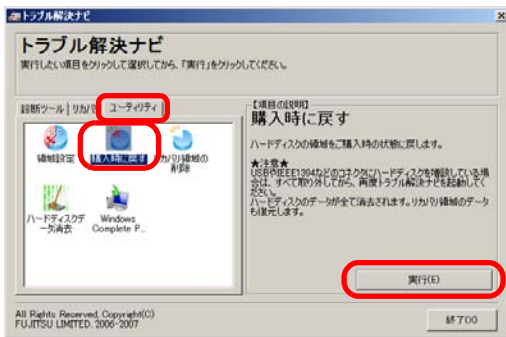 トラブル解決ナビ
トラブル解決ナビ
実行したい項目をクリックして選択してから、「実行」をクリックしてください。
診断ツール
リカバリ
ユーティリティ
領域設定
購入時に戻す
カバリ領域の
削除
ハードディスクデ
ータ消去
Windows
Complete P...
【項目の説明】
購入時に戻す
ハードディスクの領域をご購入時の状態に戻します。
★注意★
USBやIEEE1394などのコネクタにハードディスクを増設している場
合は、すべて取り外してから、再度トラブル解決ナビを起動してく
ださい。
ハードディスクのデータが全て消去されます。リカバリ領域のデータ
も復元します。
実行(E)
All Rights Reserved, Copyright(C)
FUJITSU LIMITED. 2006-2007
終了(X)